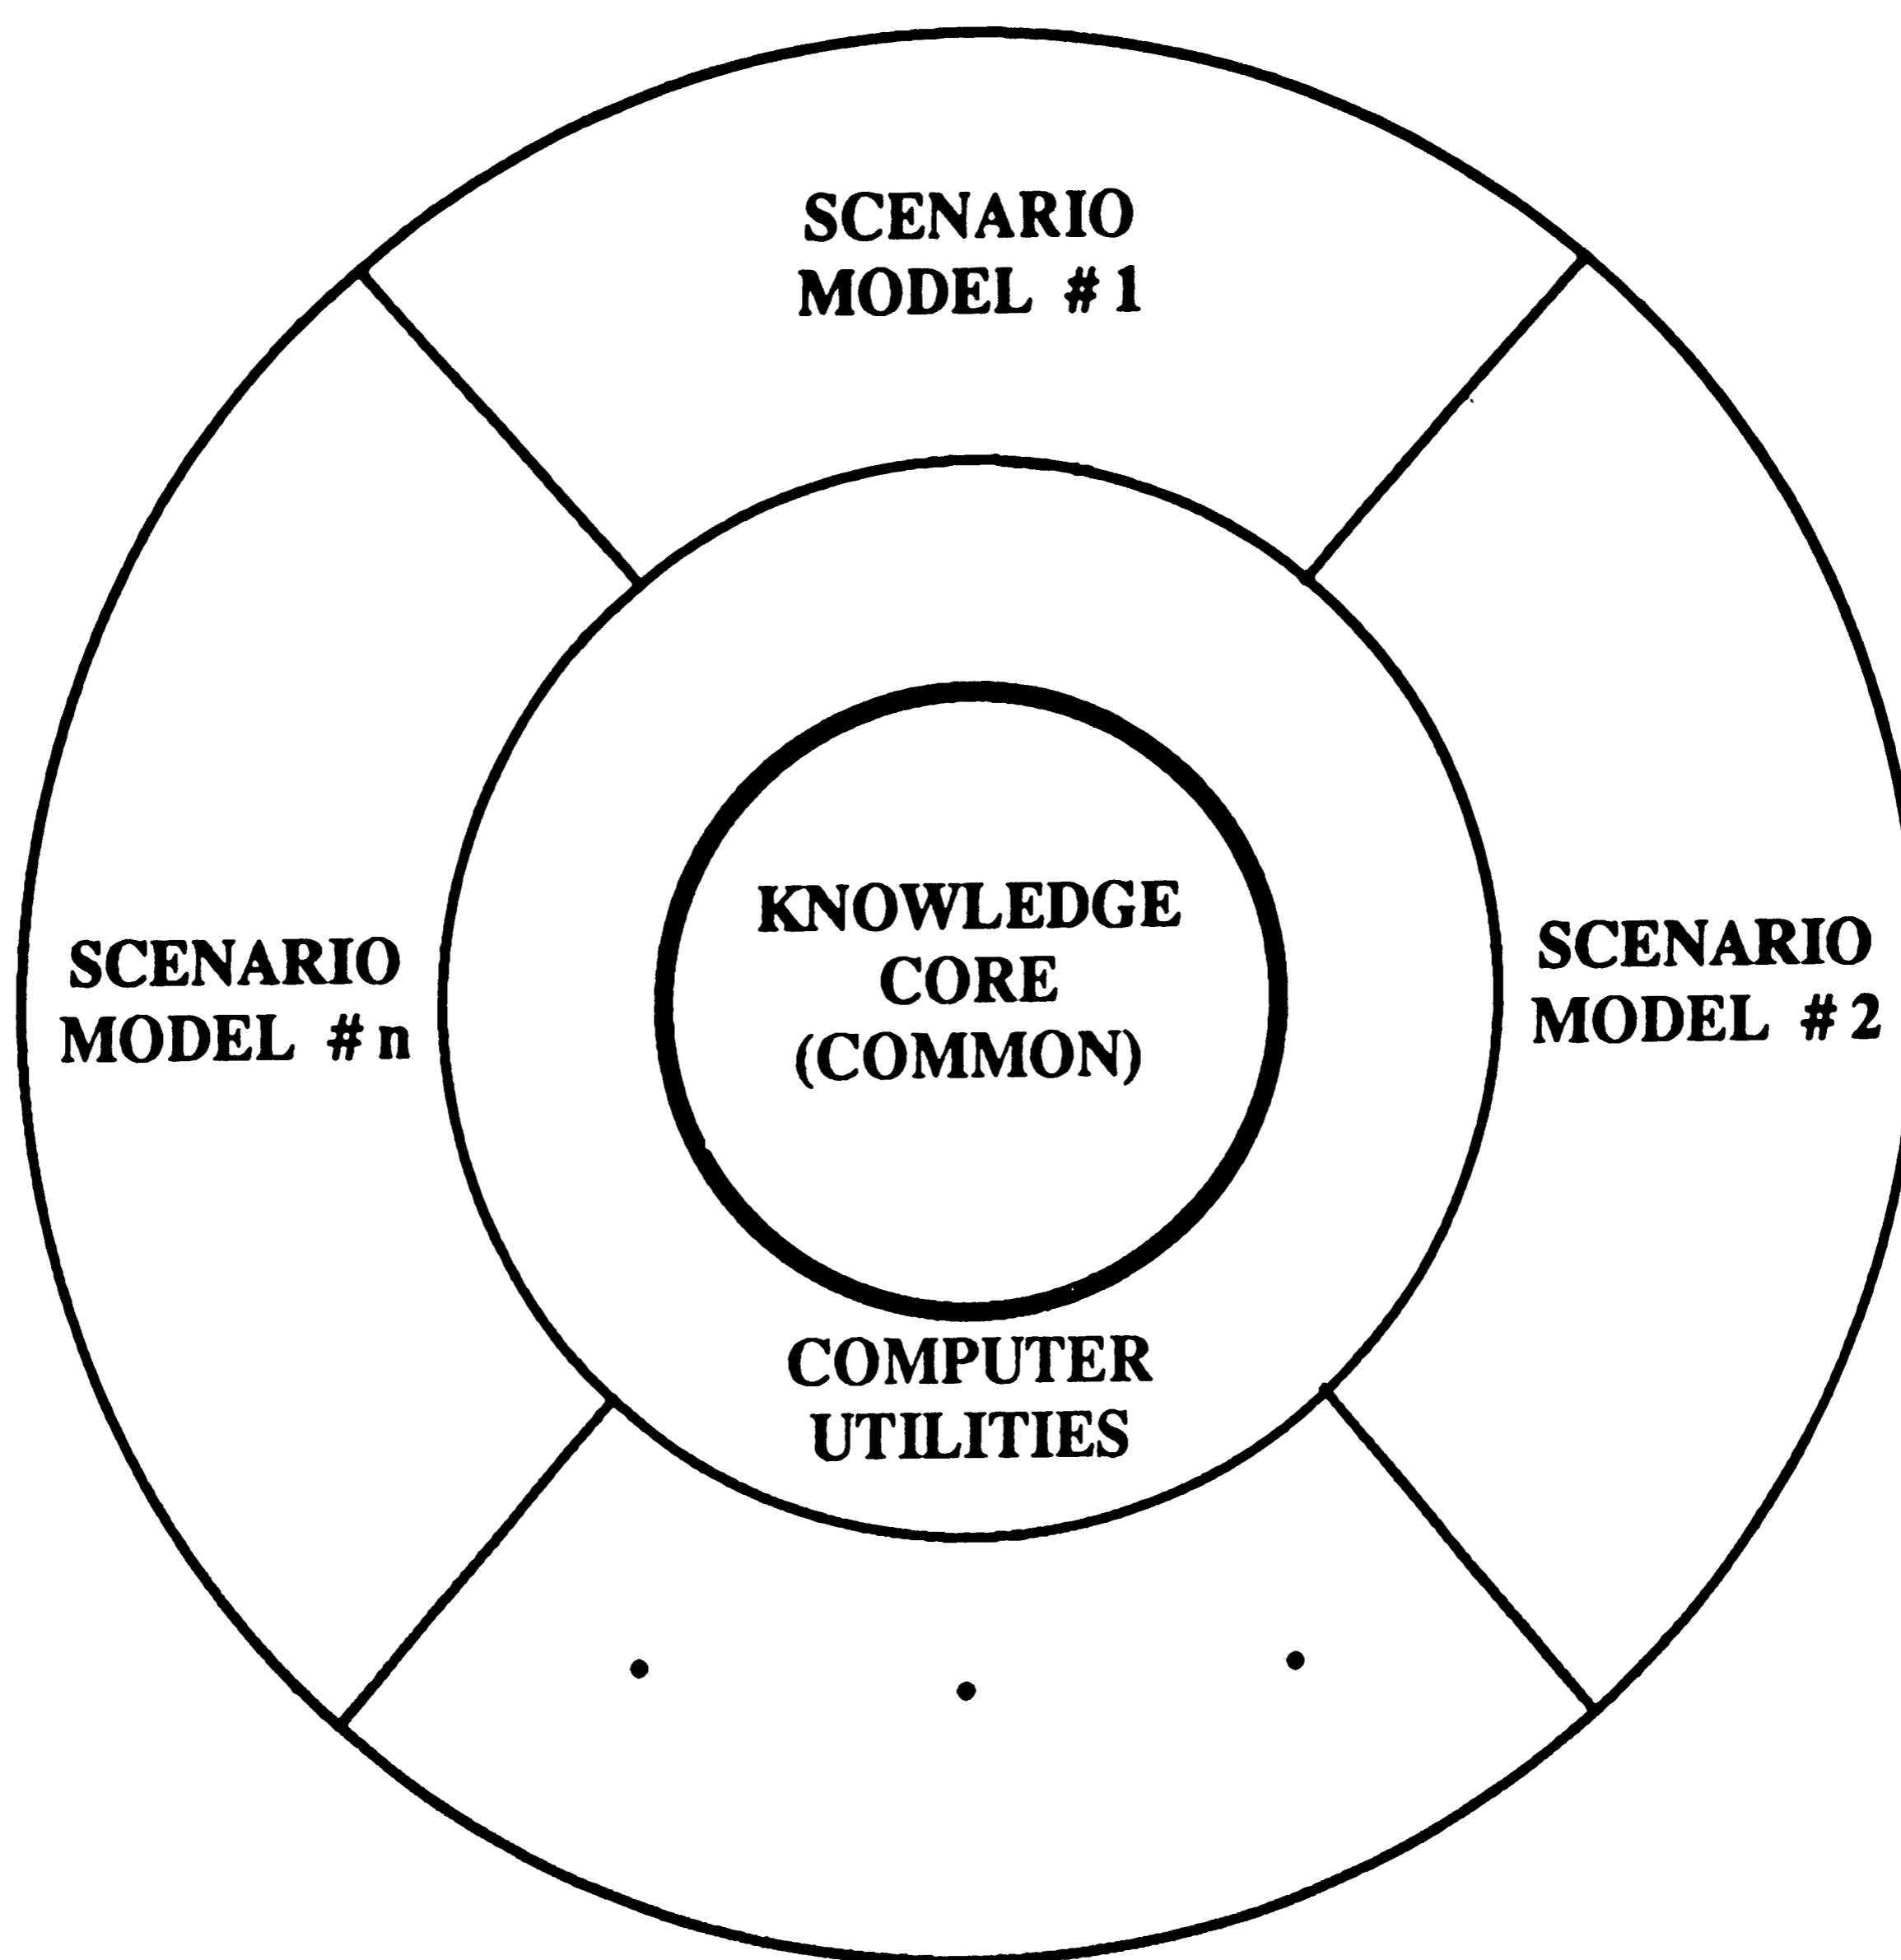 SCENARIO
MODEL #1
SCENARIO
MODEL #n
KNOWLEDGE
CORE
(COMMON)
SCENARIO
MODEL #2
COMPUTER
UTILITIES
. . .